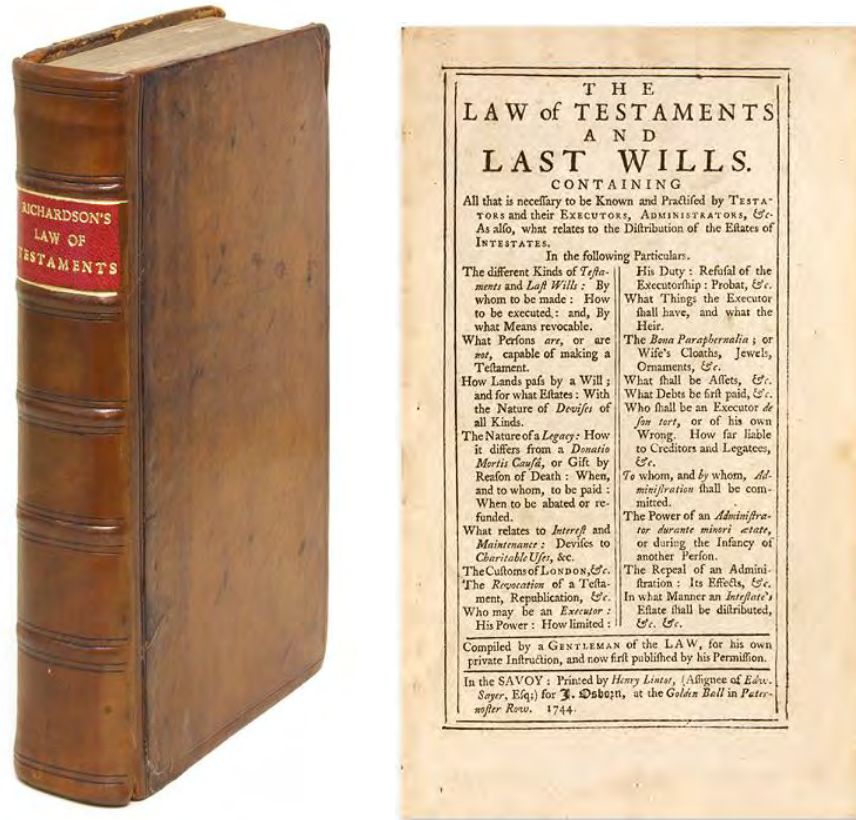 RICHARDSON'S
LAW OF
TESTAMENTS
THE
LAW of TESTAMENTS
AND
LAST WILLS.
CONTAINING
All that is neceſſary to be Known and Practiſed by TESTA-
TORS and their EXECUTORS, ADMINISTRATORS, &c.
As alſo, what relates to the Diſtribution of the Eſtates of
INTESTATES.
In the following Particulars.
The different Kinds of Teſta-
ments and Laſt Wills: By
whom to be made: How
to be executed: and, By
what Means revocable.
What Perſons are, or are
not, capable of making a
Teſtament.
How Lands paſs by a Will;
and for what Eſtates: With
the Nature of Deviſes of
all Kinds.
The Nature of a Legacy: How
it differs from a Donatio
Mortis Cauſâ, or Gift by
Reaſon of Death: When,
and to whom, to be paid:
When to be abated or re-
funded.
What relates to Intereſt and
Maintenance: Deviſes to
Charitable Uſes, &c.
The Cuſtoms of LONDON, &c.
The Revocation of a Teſta-
ment, Republication, &c.
Who may be an Executor:
His Power: How limited:
His Duty: Refuſal of the
Executorſhip: Probat, &c.
What Things the Executor
ſhall have, and what the
Heir.
The Bona Paraphernalia; or
Wife's Cloaths, Jewels,
Ornaments, &c.
What ſhall be Aſſets, &c.
What Debts be firſt paid, &c.
Who ſhall be an Executor de
ſon tort, or of his own
Wrong. How far liable
to Creditors and Legatees,
&c.
To whom, and by whom, Ad-
miniſtration ſhall be com-
mitted.
The Power of an Adminiſtra-
tor durante minori ætate,
or during the Infancy of
another Perſon.
The Repeal of an Admini-
ſtration: Its Effects, &c.
In what Manner an Inteſtate's
Eſtate ſhall be diſtributed,
&c. &c.
Compiled by a GENTLEMAN of the LAW, for his own
private Inſtruction, and now firſt publiſhed by his Permiſſion.
In the SAVOY: Printed by Henry Lintot, (Aſſignee of Edw.
Sayer, Eſq;) for J. Osborn, at the Golden Ball in Pater-
noſter Row. 1744.